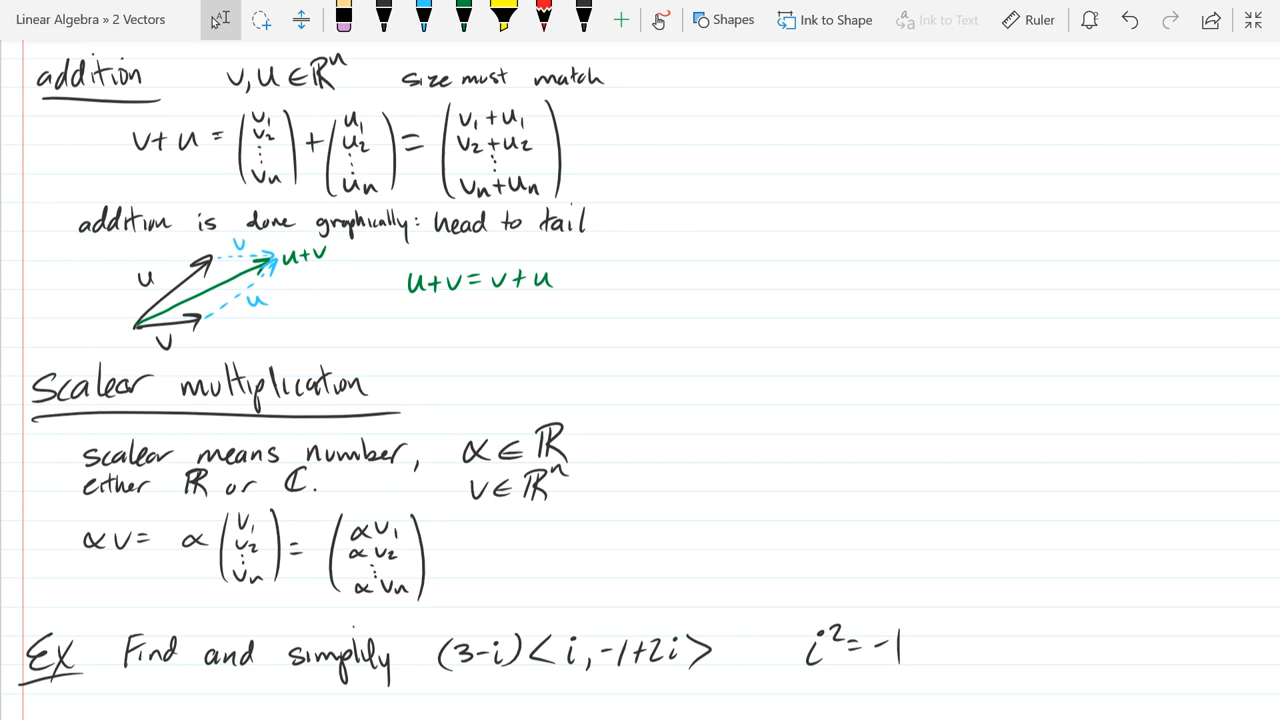 Linear Algebra » 2 Vectors
Shapes
Ink to Shape
Ink to Text
Ruler
addition v, u ∈ ℝⁿ size must match
v + u = (v₁ v₂ ⋮ vₙ) + (u₁ u₂ ⋮ uₙ) = (v₁+u₁ v₂+u₂ ⋮ vₙ+uₙ)
addition is done graphically: head to tail
u v u+v u v
u+v = v+u
Scalar multiplication
scalar means number, α ∈ ℝ
either ℝ or ℂ. v ∈ ℝⁿ
αv = α (v₁ v₂ ⋮ vₙ) = (αv₁ αv₂ ⋮ αvₙ)
Ex Find and simplify (3-i)<i, -1+2i> i² = -1